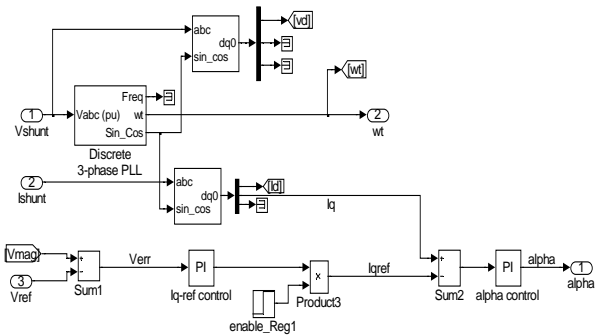 abc
dq0
sin_cos
[vd]
[wt]
Freq
Vabc (pu)
wt
Sin_Cos
1
Vshunt
2
wt
Discrete
3-phase PLL
2
Ishunt
abc
dq0
sin_cos
[Id]
Iq
[Vmag]
3
Vref
+
−
Sum1
Verr
PI
Iq-ref control
enable_Reg1
x
Product3
Iqref
+
−
Sum2
PI
alpha control
alpha
1
alpha